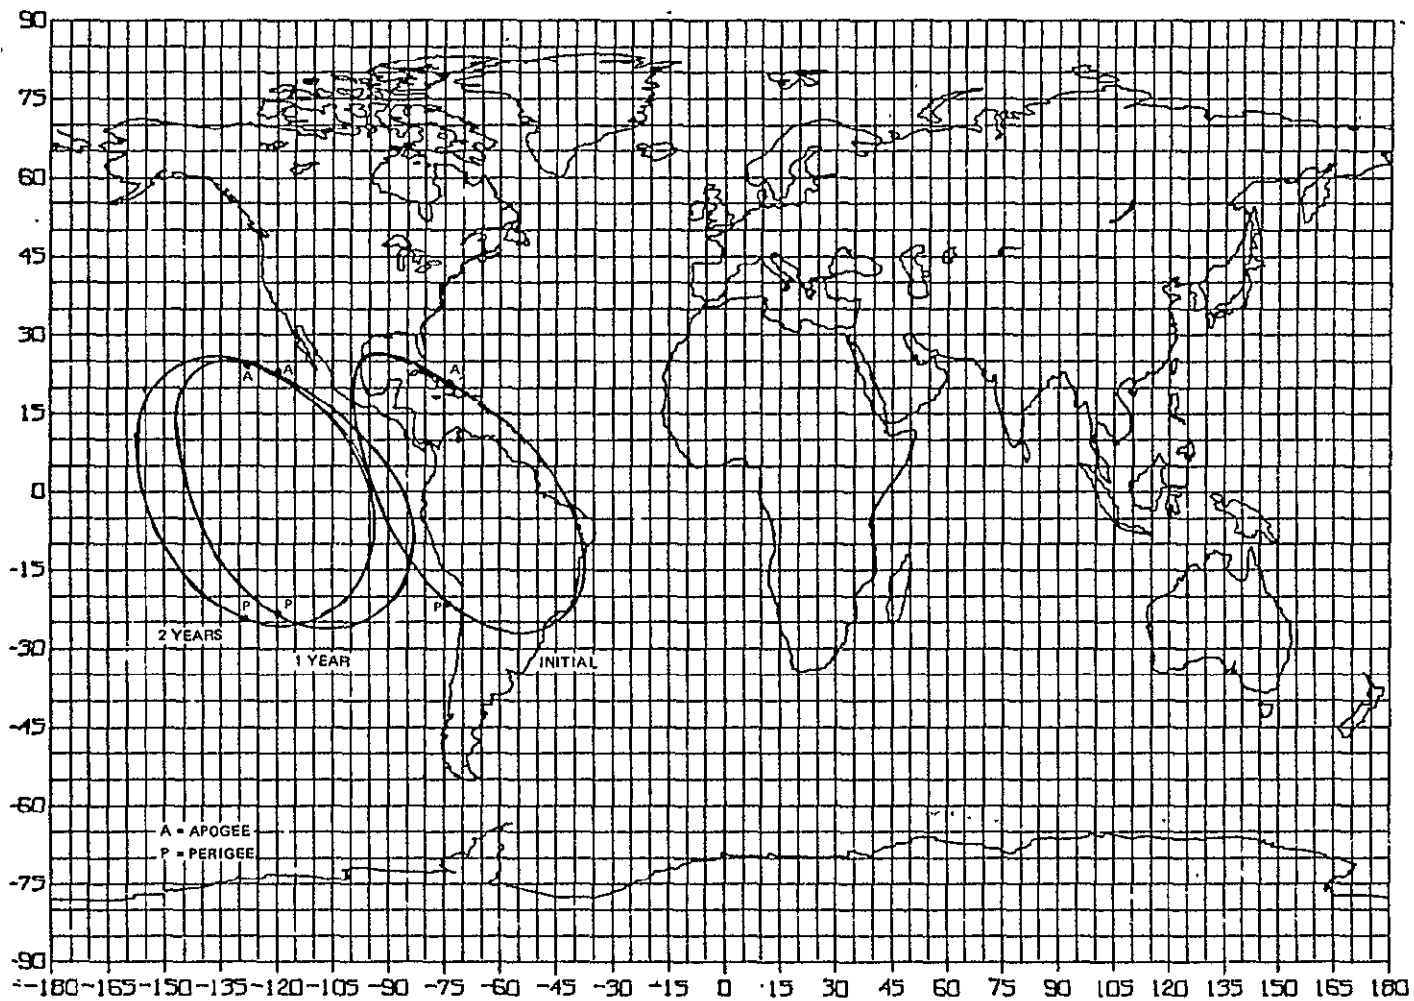 90
75
60
45
30
15
0
-15
-30
-45
-60
-75
-90
A
A
A
P
P
P
2 YEARS
1 YEAR
INITIAL
A = APOGEE
P = PERIGEE
-180 -165 -150 -135 -120 -105 -90 -75 -60 -45 -30 -15 0 15 30 45 60 75 90 105 120 135 150 165 180